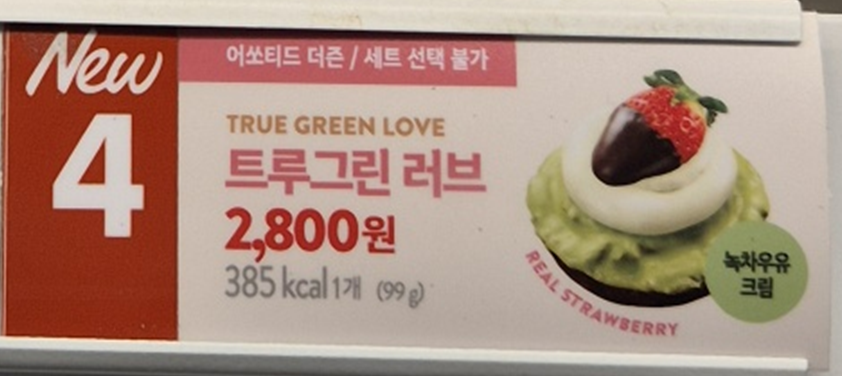 New
4
어쏘티드 더즌 / 세트 선택 불가
TRUE GREEN LOVE
트루그린 러브
2,800원
385 kcal 1개 (99g)
REAL STRAWBERRY
녹차우유
크림